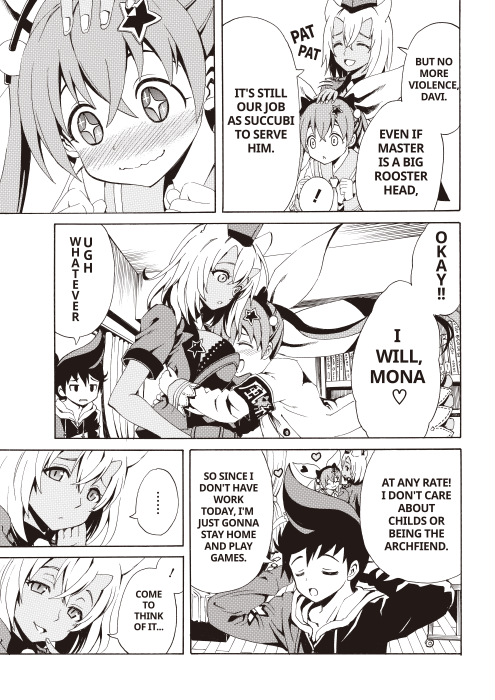 PAT
PAT
BUT NO
MORE
VIOLENCE,
DAVI.
EVEN IF
MASTER
IS A BIG
ROOSTER
HEAD,
IT'S STILL
OUR JOB
AS SUCCUBI
TO SERVE
HIM.
!
OKAY!!
I
WILL,
MONA
♡
UGH
WHATEVER
AT ANY RATE!
I DON'T CARE
ABOUT
CHILDS OR
BEING THE
ARCHFIEND.
SO SINCE I
DON'T HAVE
WORK
TODAY, I'M
JUST GONNA
STAY HOME
AND PLAY
GAMES.
......
!
COME
TO
THINK
OF IT...